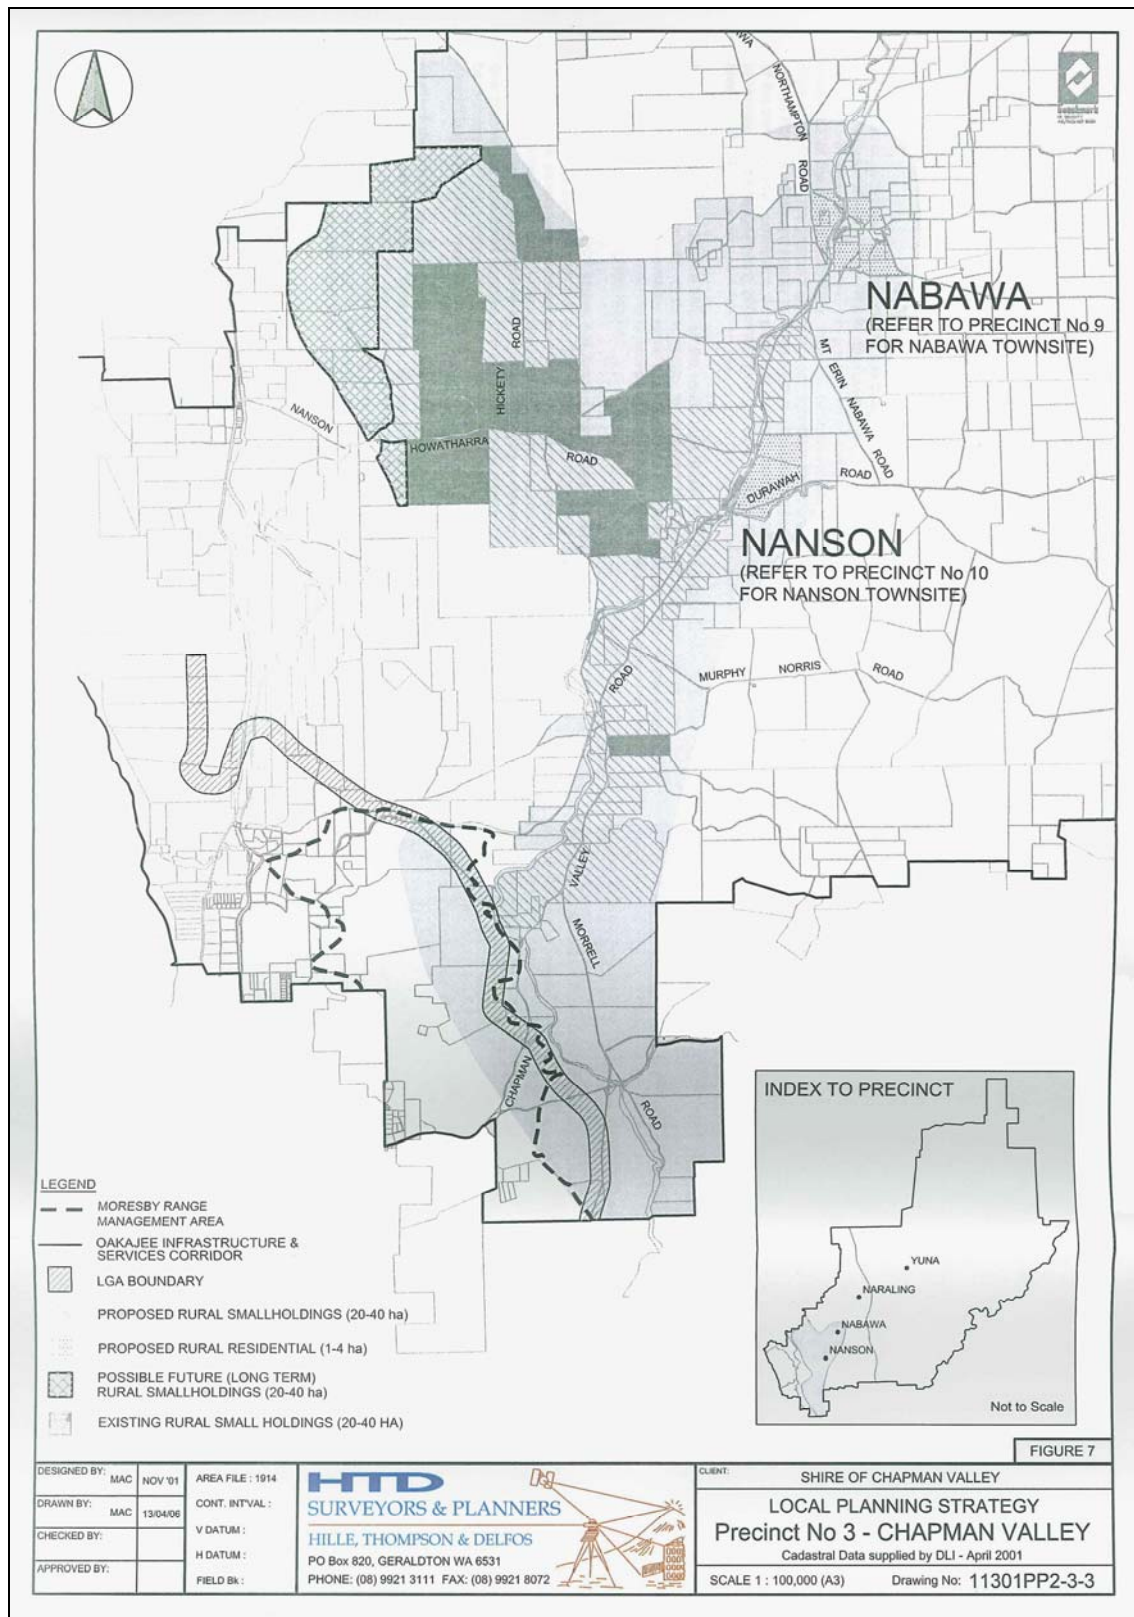 NORTHAMPTON
ROAD
NABAWA
(REFER TO PRECINCT No 9
FOR NABAWA TOWNSITE)
ROAD
HICKETY
MT
ERIN
NABAWA
ROAD
NANSON
HOWATHARRA
ROAD
DURAWAH
ROAD
NANSON
(REFER TO PRECINCT No 10
FOR NANSON TOWNSITE)
MURPHY
NORRIS
ROAD
ROAD
VALLEY
MORRELL
CHAPMAN
ROAD
INDEX TO PRECINCT
YUNA
NARALING
NABAWA
NANSON
Not to Scale
LEGEND
MORESBY RANGE
MANAGEMENT AREA
OAKAJEE INFRASTRUCTURE &
SERVICES CORRIDOR
LGA BOUNDARY
PROPOSED RURAL SMALLHOLDINGS (20-40 ha)
PROPOSED RURAL RESIDENTIAL (1-4 ha)
POSSIBLE FUTURE (LONG TERM)
RURAL SMALLHOLDINGS (20-40 ha)
EXISTING RURAL SMALL HOLDINGS (20-40 HA)
FIGURE 7
DESIGNED BY: MAC NOV '01
DRAWN BY: MAC 13/04/06
CHECKED BY:
APPROVED BY:
AREA FILE : 1914
CONT. INT'VAL :
V DATUM :
H DATUM :
FIELD Bk :
HTD
SURVEYORS & PLANNERS
HILLE, THOMPSON & DELFOS
PO Box 820, GERALDTON WA 6531
PHONE: (08) 9921 3111 FAX: (08) 9921 8072
CLIENT: SHIRE OF CHAPMAN VALLEY
LOCAL PLANNING STRATEGY
Precinct No 3 - CHAPMAN VALLEY
Cadastral Data supplied by DLI - April 2001
SCALE 1 : 100,000 (A3) Drawing No: 11301PP2-3-3